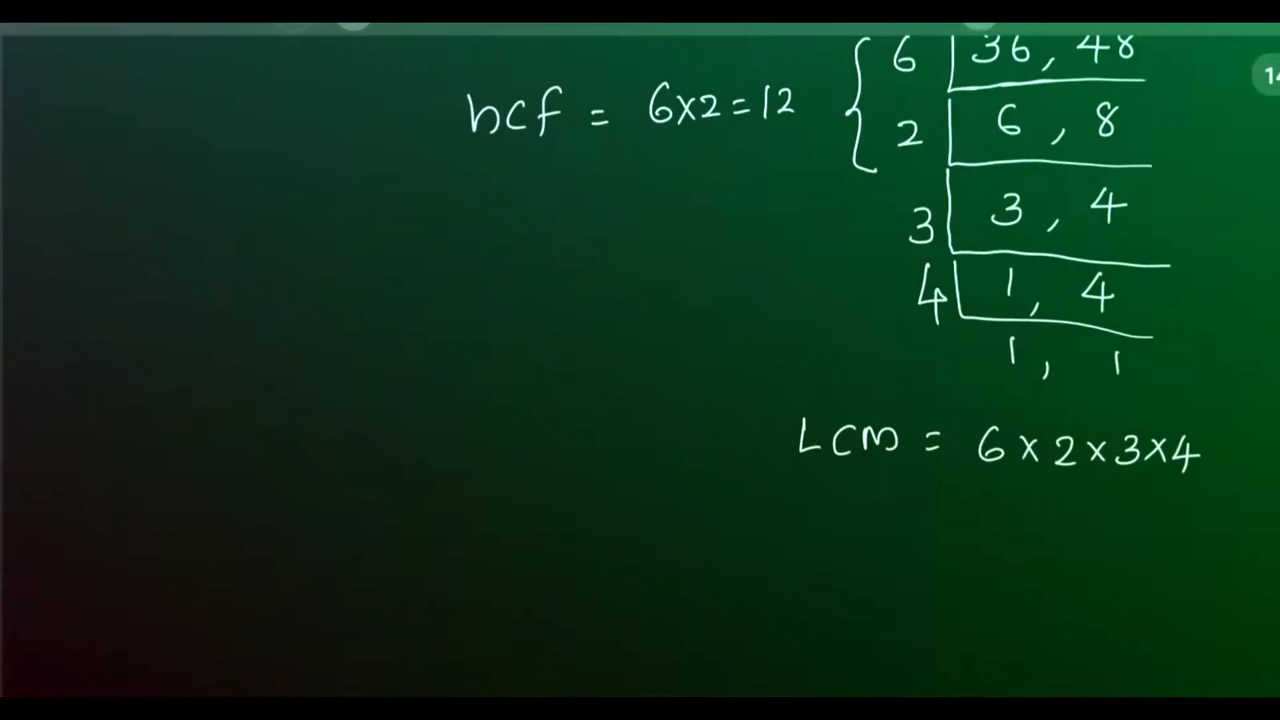 6 | 36, 48
hcf = 6x2=12
2 | 6, 8
3 | 3, 4
4 | 1, 4
1, 1
LCM = 6x2x3x4